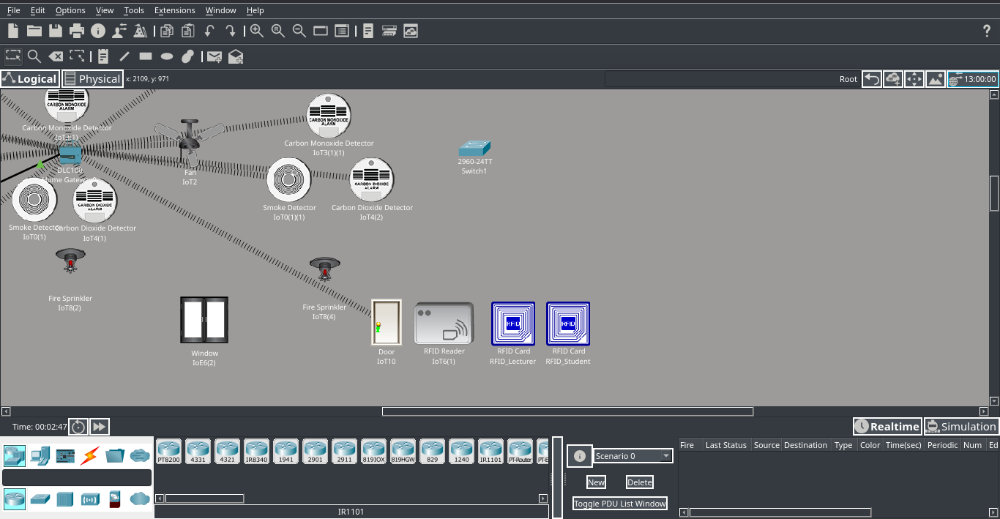 File Edit Options View Tools Extensions Window Help
?
Logical Physical x: 2109, y: 971 Root 13:00:00
CARBON MONOXIDE
ALARM
Carbon Monoxide Detector
IoT3(1)
CARBON MONOXIDE
ALARM
Carbon Monoxide Detector
IoT3(1)(1)
DLC100
Home Gateway0
Fan
IoT2
2960-24TT
Switch1
Smoke Detector
IoT0(1)
CARBON DIOXIDE
ALARM
Carbon Dioxide Detector
IoT4(1)
Smoke Detector
IoT0(1)(1)
CARBON DIOXIDE
ALARM
Carbon Dioxide Detector
IoT4(2)
Fire Sprinkler
IoT8(2)
Fire Sprinkler
IoT8(4)
Window
IoE6(2)
Door
IoT10
RFID Reader
IoT6(1)
RFID
RFID Card
RFID_Lecturer
RFID
RFID Card
RFID_Student
Time: 00:02:47 Realtime Simulation
PT8200 4331 4321 IR8340 1941 2901 2911 819IOX 819HGW 829 1240 IR1101 PT-Router PT-E
IR1101
Scenario 0
New Delete
Toggle PDU List Window
Fire Last Status Source Destination Type Color Time(sec) Periodic Num Ed